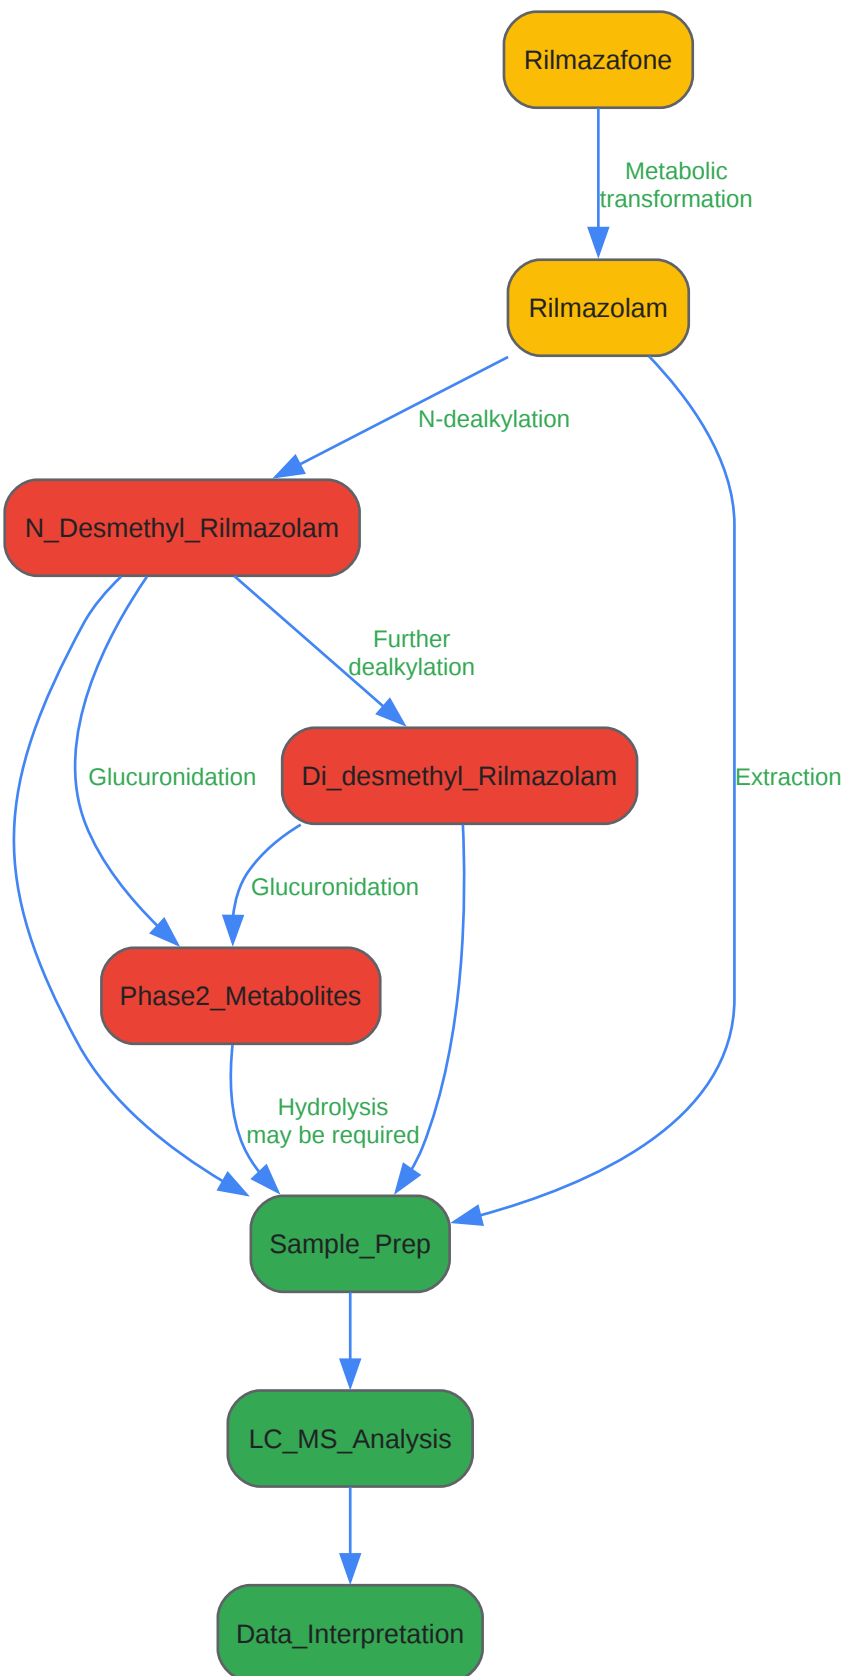 Rilmazafone
Metabolic
transformation
Rilmazolam
N-dealkylation
N_Desmethyl_Rilmazolam
Further
dealkylation
Glucuronidation
Di_desmethyl_Rilmazolam
Extraction
Glucuronidation
Phase2_Metabolites
Hydrolysis
may be required
Sample_Prep
LC_MS_Analysis
Data_Interpretation